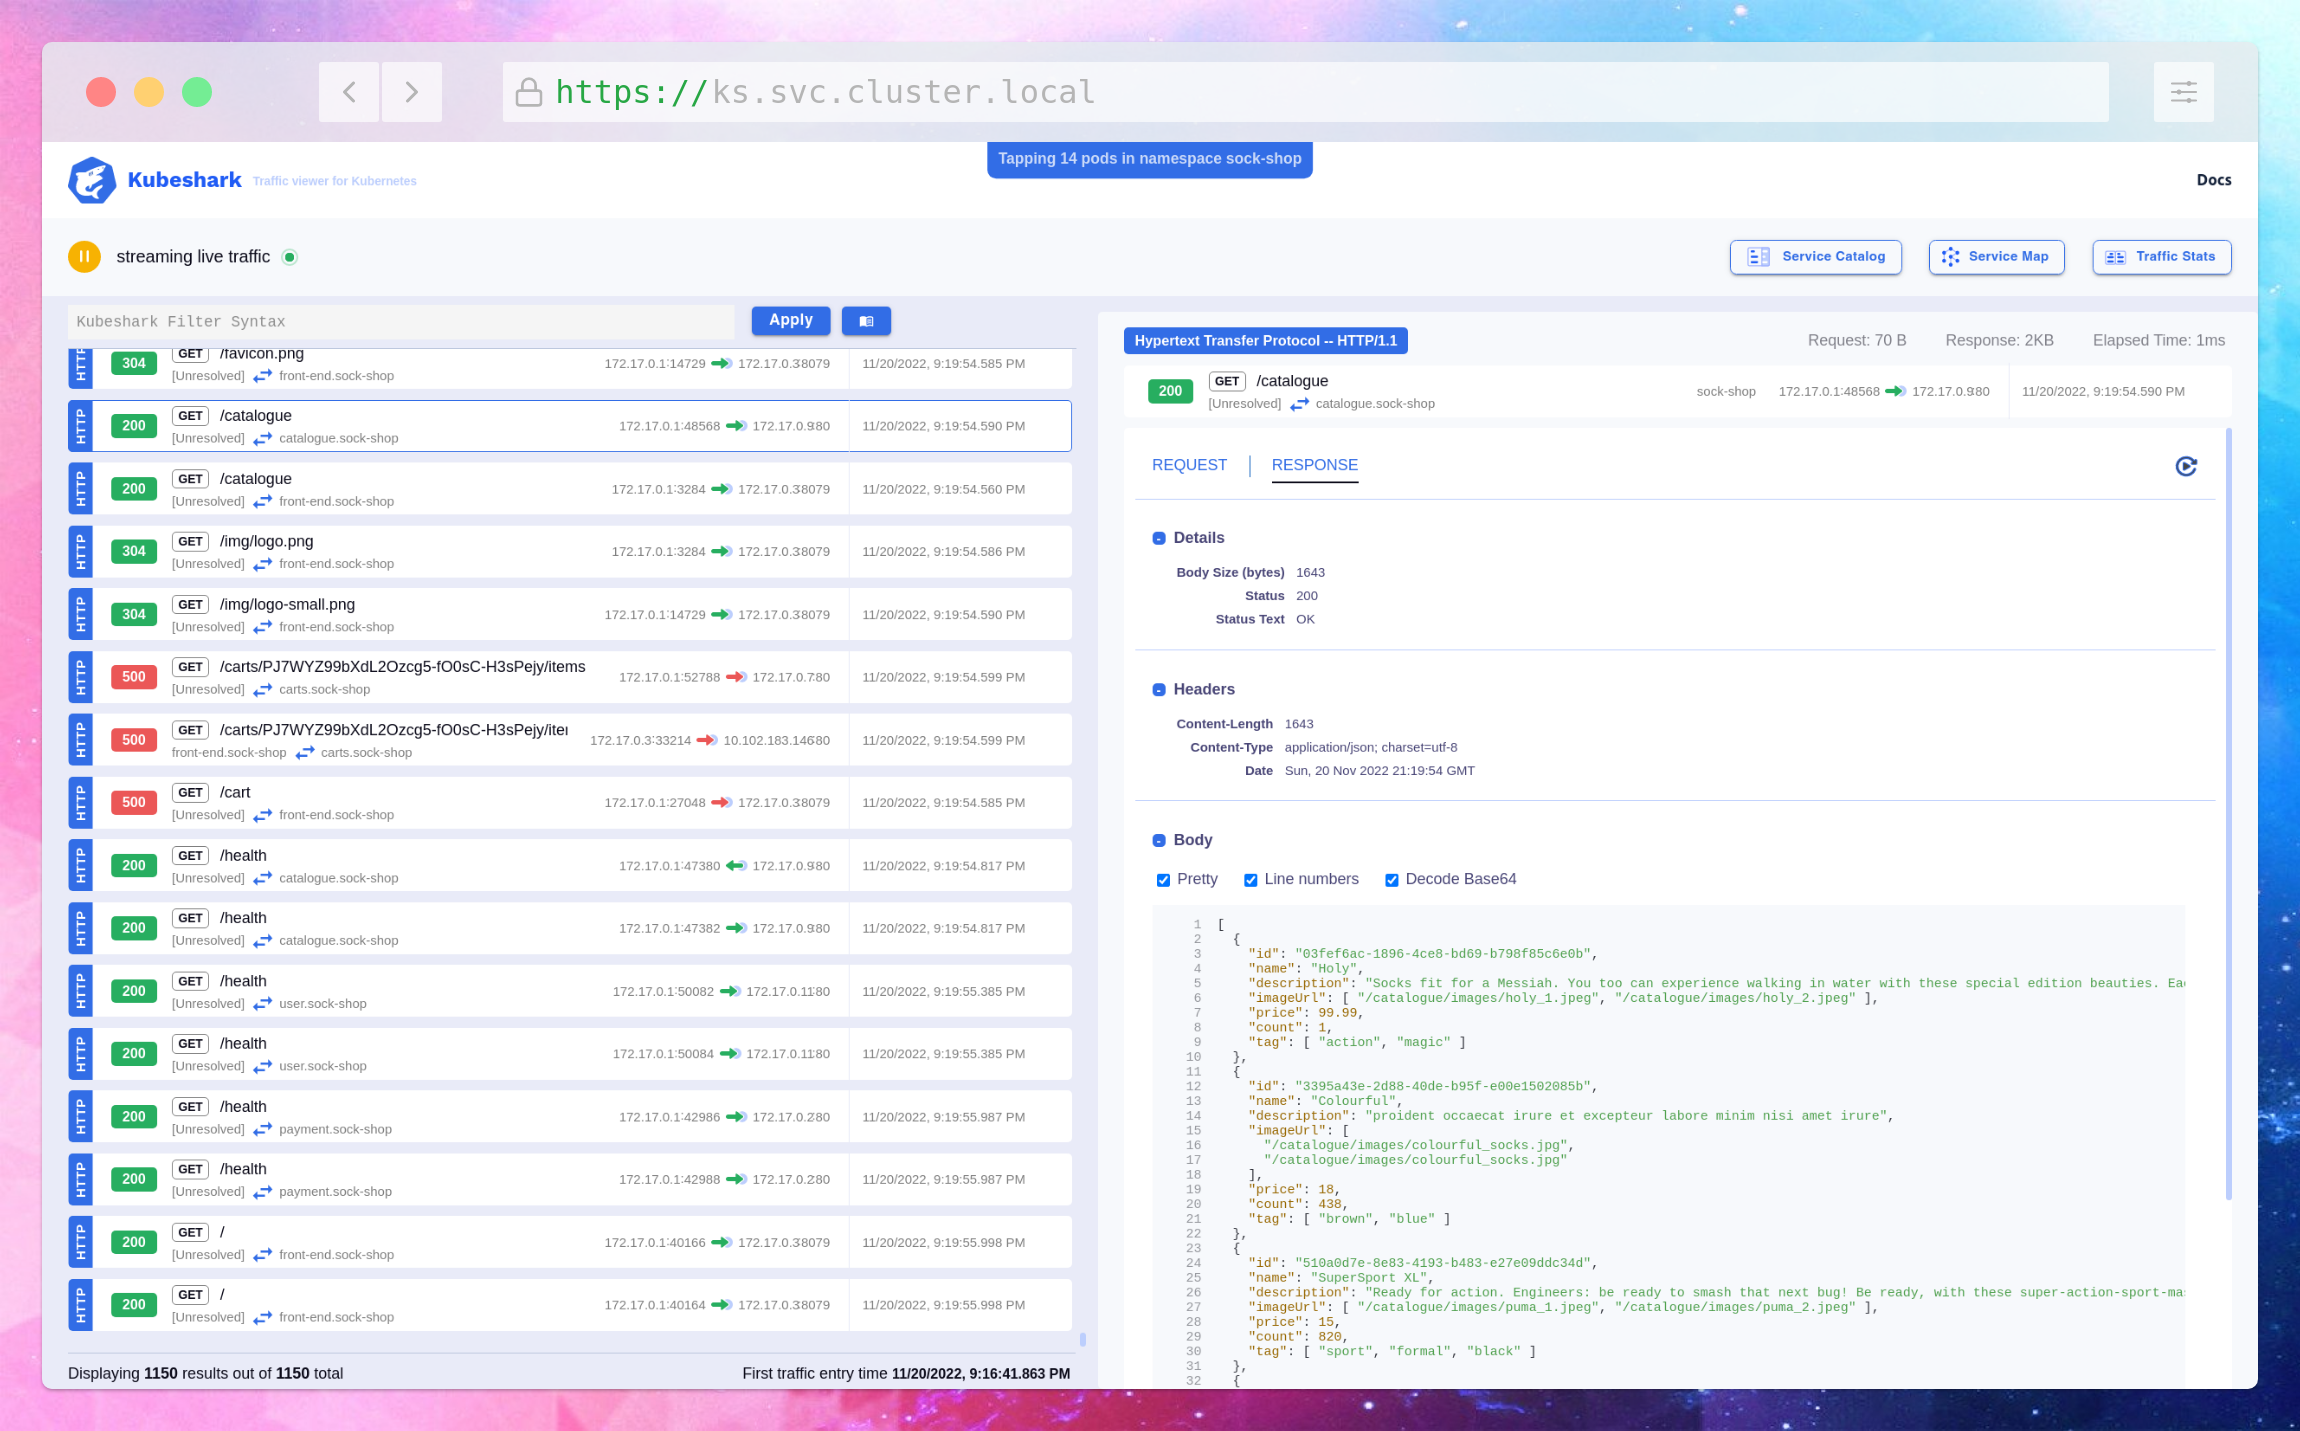 https://ks.svc.cluster.local
Tapping 14 pods in namespace sock-shop
Kubeshark Traffic viewer for Kubernetes
Docs
streaming live traffic
Service Catalog
Service Map
Traffic Stats
Kubeshark Filter Syntax
Apply
HTTP 304 GET /favicon.png 172.17.0.1:14729 172.17.0.3:8079 11/20/2022, 9:19:54.585 PM
[Unresolved] front-end.sock-shop
HTTP 200 GET /catalogue 172.17.0.1:48568 172.17.0.9:80 11/20/2022, 9:19:54.590 PM
[Unresolved] catalogue.sock-shop
HTTP 200 GET /catalogue 172.17.0.1:3284 172.17.0.3:8079 11/20/2022, 9:19:54.560 PM
[Unresolved] front-end.sock-shop
HTTP 304 GET /img/logo.png 172.17.0.1:3284 172.17.0.3:8079 11/20/2022, 9:19:54.586 PM
[Unresolved] front-end.sock-shop
HTTP 304 GET /img/logo-small.png 172.17.0.1:14729 172.17.0.3:8079 11/20/2022, 9:19:54.590 PM
[Unresolved] front-end.sock-shop
HTTP 500 GET /carts/PJ7WYZ99bXdL2Ozcg5-fO0sC-H3sPejy/items 172.17.0.1:52788 172.17.0.7:80 11/20/2022, 9:19:54.599 PM
[Unresolved] carts.sock-shop
HTTP 500 GET /carts/PJ7WYZ99bXdL2Ozcg5-fO0sC-H3sPejy/iter 172.17.0.3:33214 10.102.183.146:80 11/20/2022, 9:19:54.599 PM
front-end.sock-shop carts.sock-shop
HTTP 500 GET /cart 172.17.0.1:27048 172.17.0.3:8079 11/20/2022, 9:19:54.585 PM
[Unresolved] front-end.sock-shop
HTTP 200 GET /health 172.17.0.1:47380 172.17.0.9:80 11/20/2022, 9:19:54.817 PM
[Unresolved] catalogue.sock-shop
HTTP 200 GET /health 172.17.0.1:47382 172.17.0.9:80 11/20/2022, 9:19:54.817 PM
[Unresolved] catalogue.sock-shop
HTTP 200 GET /health 172.17.0.1:50082 172.17.0.11:80 11/20/2022, 9:19:55.385 PM
[Unresolved] user.sock-shop
HTTP 200 GET /health 172.17.0.1:50084 172.17.0.11:80 11/20/2022, 9:19:55.385 PM
[Unresolved] user.sock-shop
HTTP 200 GET /health 172.17.0.1:42986 172.17.0.2:80 11/20/2022, 9:19:55.987 PM
[Unresolved] payment.sock-shop
HTTP 200 GET /health 172.17.0.1:42988 172.17.0.2:80 11/20/2022, 9:19:55.987 PM
[Unresolved] payment.sock-shop
HTTP 200 GET / 172.17.0.1:40166 172.17.0.3:8079 11/20/2022, 9:19:55.998 PM
[Unresolved] front-end.sock-shop
HTTP 200 GET / 172.17.0.1:40164 172.17.0.3:8079 11/20/2022, 9:19:55.998 PM
[Unresolved] front-end.sock-shop
Displaying 1150 results out of 1150 total
First traffic entry time 11/20/2022, 9:16:41.863 PM
Hypertext Transfer Protocol -- HTTP/1.1
Request: 70 B Response: 2KB Elapsed Time: 1ms
200 GET /catalogue sock-shop 172.17.0.1:48568 172.17.0.9:80 11/20/2022, 9:19:54.590 PM
[Unresolved] catalogue.sock-shop
REQUEST | RESPONSE
- Details
Body Size (bytes) 1643
Status 200
Status Text OK
- Headers
Content-Length 1643
Content-Type application/json; charset=utf-8
Date Sun, 20 Nov 2022 21:19:54 GMT
- Body
Pretty Line numbers Decode Base64
1 [
2 {
3 "id": "03fef6ac-1896-4ce8-bd69-b798f85c6e0b",
4 "name": "Holy",
5 "description": "Socks fit for a Messiah. You too can experience walking in water with these special edition beauties. Eac
6 "imageUrl": [ "/catalogue/images/holy_1.jpeg", "/catalogue/images/holy_2.jpeg" ],
7 "price": 99.99,
8 "count": 1,
9 "tag": [ "action", "magic" ]
10 },
11 {
12 "id": "3395a43e-2d88-40de-b95f-e00e1502085b",
13 "name": "Colourful",
14 "description": "proident occaecat irure et excepteur labore minim nisi amet irure",
15 "imageUrl": [
16 "/catalogue/images/colourful_socks.jpg",
17 "/catalogue/images/colourful_socks.jpg"
18 ],
19 "price": 18,
20 "count": 438,
21 "tag": [ "brown", "blue" ]
22 },
23 {
24 "id": "510a0d7e-8e83-4193-b483-e27e09ddc34d",
25 "name": "SuperSport XL",
26 "description": "Ready for action. Engineers: be ready to smash that next bug! Be ready, with these super-action-sport-mas
27 "imageUrl": [ "/catalogue/images/puma_1.jpeg", "/catalogue/images/puma_2.jpeg" ],
28 "price": 15,
29 "count": 820,
30 "tag": [ "sport", "formal", "black" ]
31 },
32 {